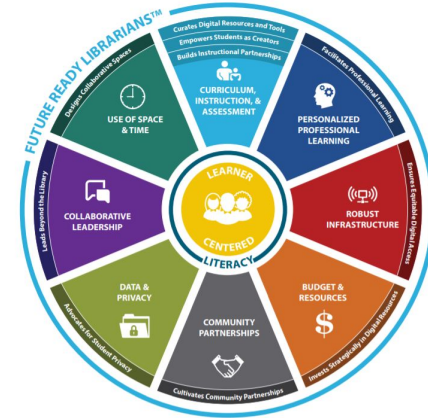 FUTURE READY LIBRARIANS™
Curates Digital Resources and Tools
Empowers Students as Creators
Builds Instructional Partnerships
CURRICULUM,
INSTRUCTION, &
ASSESSMENT
Facilitates Professional Learning
PERSONALIZED
PROFESSIONAL
LEARNING
Ensures Equitable Digital Access
ROBUST
INFRASTRUCTURE
Invests Strategically in Digital Resources
BUDGET &
RESOURCES
$
Cultivates Community Partnerships
COMMUNITY
PARTNERSHIPS
Advocates for Student Privacy
DATA &
PRIVACY
Leads Beyond the Library
COLLABORATIVE
LEADERSHIP
Designs Collaborative Spaces
USE OF SPACE
& TIME
LEARNER
CENTERED
LITERACY